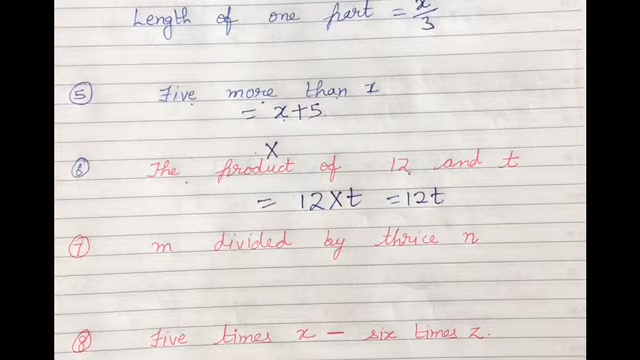 Length of one part = x/3
⑤ Five more than x
= x+5.
×
⑥ The product of 12 and t
= 12×t = 12t
⑦ m divided by thrice n
⑧ Five times x – six times z.